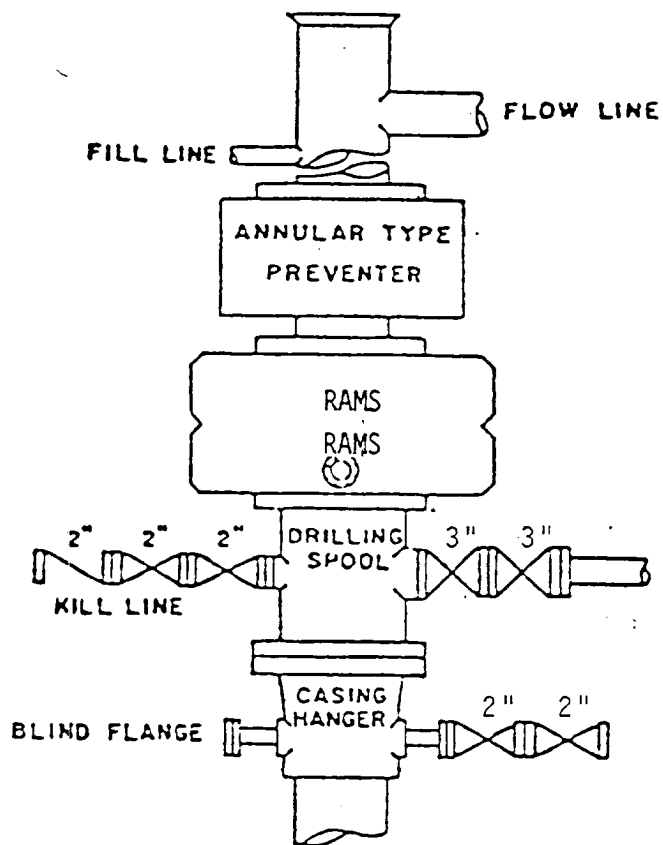 FLOW LINE
FILL LINE
ANNULAR TYPE
PREVENTER
RAMS
RAMS
2" 2" 2"
DRILLING
SPOOL
3" 3"
KILL LINE
CASING
HANGER
2" 2"
BLIND FLANGE